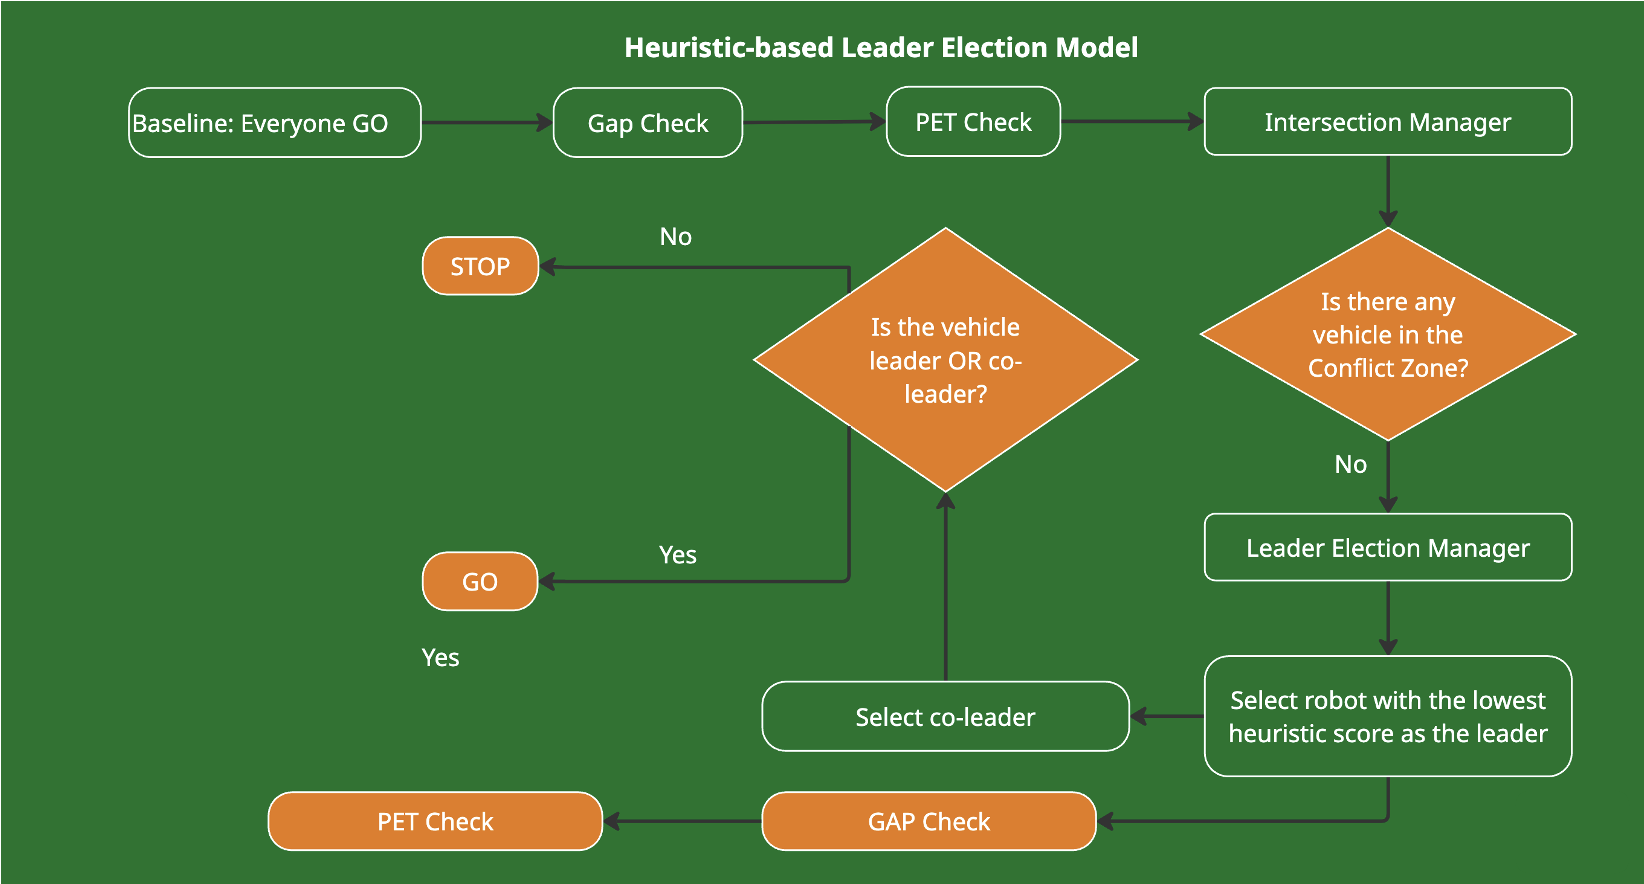 Heuristic-based Leader Election Model
Baseline: Everyone GO
Gap Check
PET Check
Intersection Manager
No
STOP
Is the vehicle
leader OR co-
leader?
Is there any
vehicle in the
Conflict Zone?
No
Leader Election Manager
Yes
GO
Yes
Select co-leader
Select robot with the lowest
heuristic score as the leader
PET Check
GAP Check